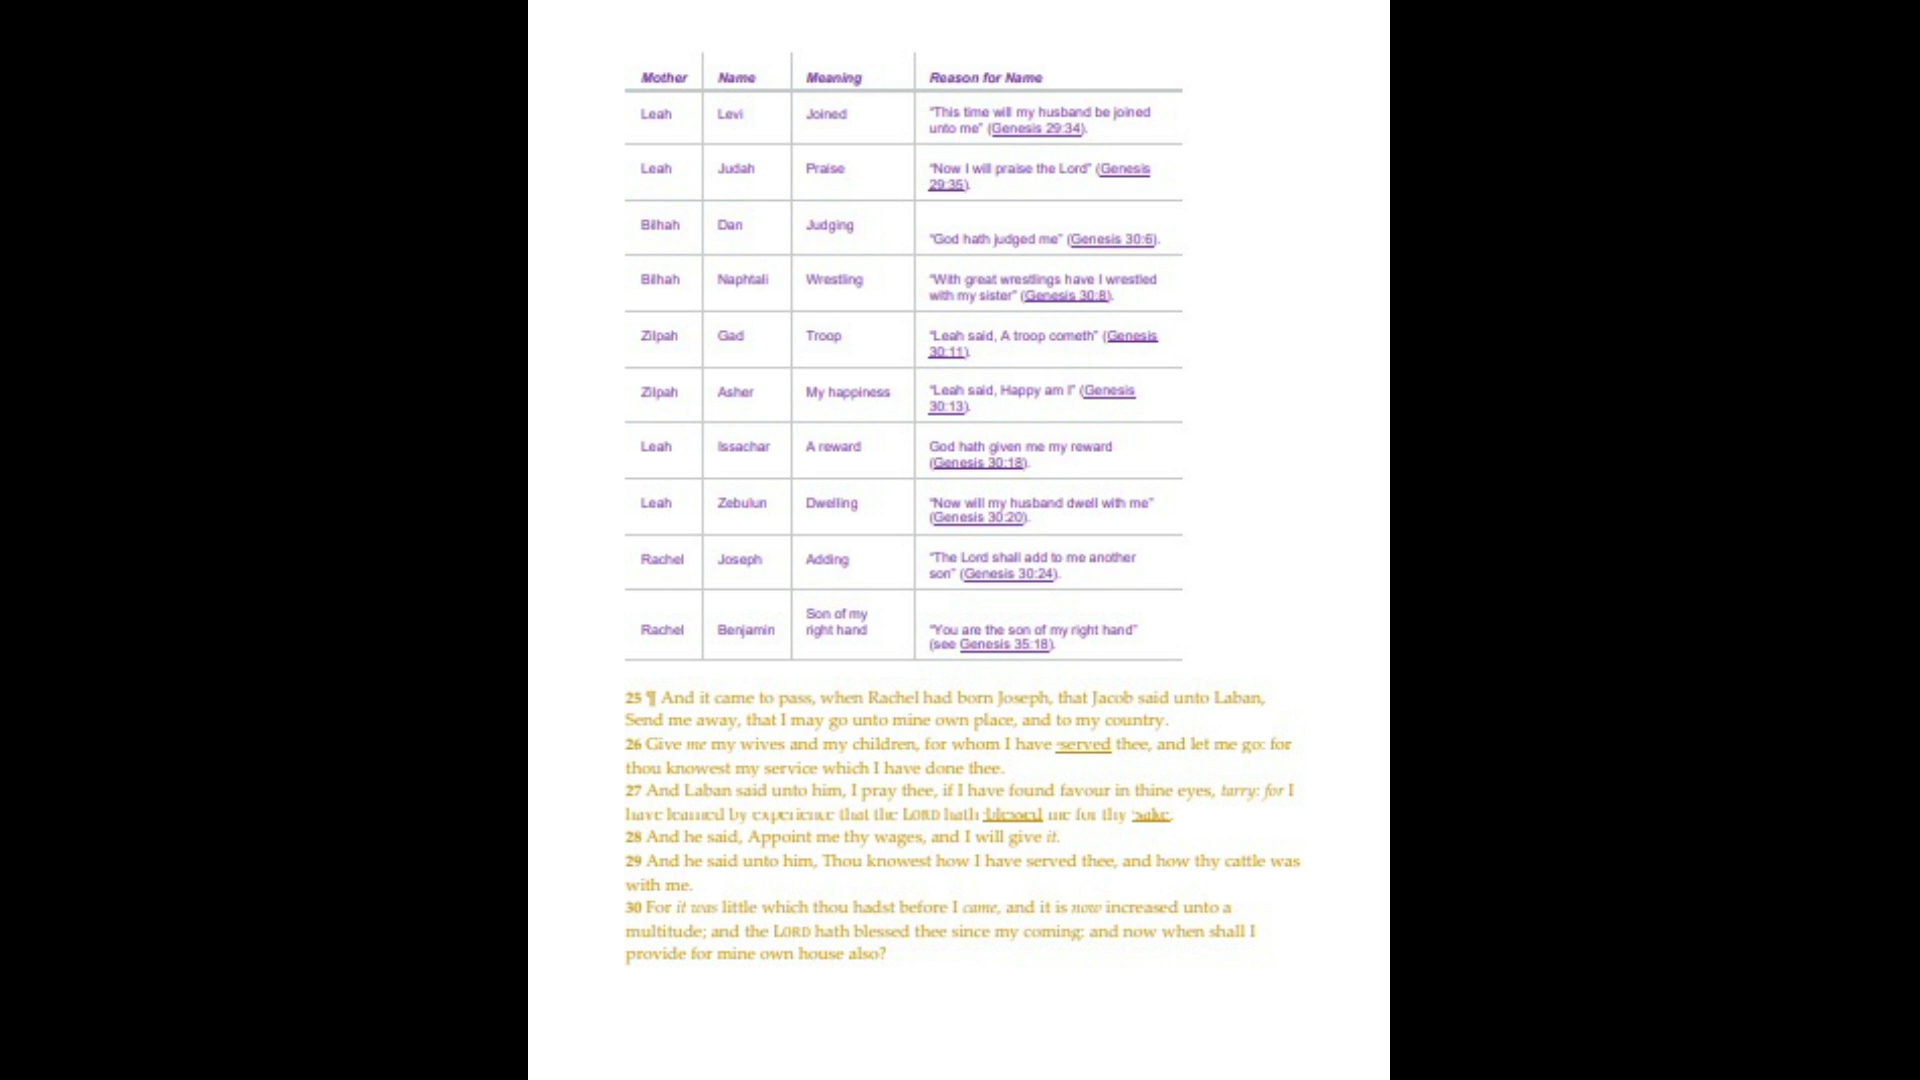 Mother Name Meaning Reason for Name
Leah Levi Joined "This time will my husband be joined
unto me" (Genesis 29:34).
Leah Judah Praise "Now I will praise the Lord" (Genesis
29:35).
Bilhah Dan Judging
"God hath judged me" (Genesis 30:6).
Bilhah Naphtali Wrestling "With great wrestlings have I wrestled
with my sister" (Genesis 30:8).
Zilpah Gad Troop "Leah said, A troop cometh" (Genesis
30:11).
Zilpah Asher My happiness "Leah said, Happy am I" (Genesis
30:13).
Leah Issachar A reward God hath given me my reward
(Genesis 30:18).
Leah Zebulun Dwelling "Now will my husband dwell with me"
(Genesis 30:20).
Rachel Joseph Adding "The Lord shall add to me another
son" (Genesis 30:24).
Son of my
Rachel Benjamin right hand "You are the son of my right hand"
(see Genesis 35:18).
25 ¶ And it came to pass, when Rachel had born Joseph, that Jacob said unto Laban,
Send me away, that I may go unto mine own place, and to my country.
26 Give me my wives and my children, for whom I have served thee, and let me go: for
thou knowest my service which I have done thee.
27 And Laban said unto him, I pray thee, if I have found favour in thine eyes, tarry: for I
have learned by experience that the LORD hath blessed me for thy sake.
28 And he said, Appoint me thy wages, and I will give it.
29 And he said unto him, Thou knowest how I have served thee, and how thy cattle was
with me.
30 For it was little which thou hadst before I came, and it is now increased unto a
multitude; and the LORD hath blessed thee since my coming: and now when shall I
provide for mine own house also?